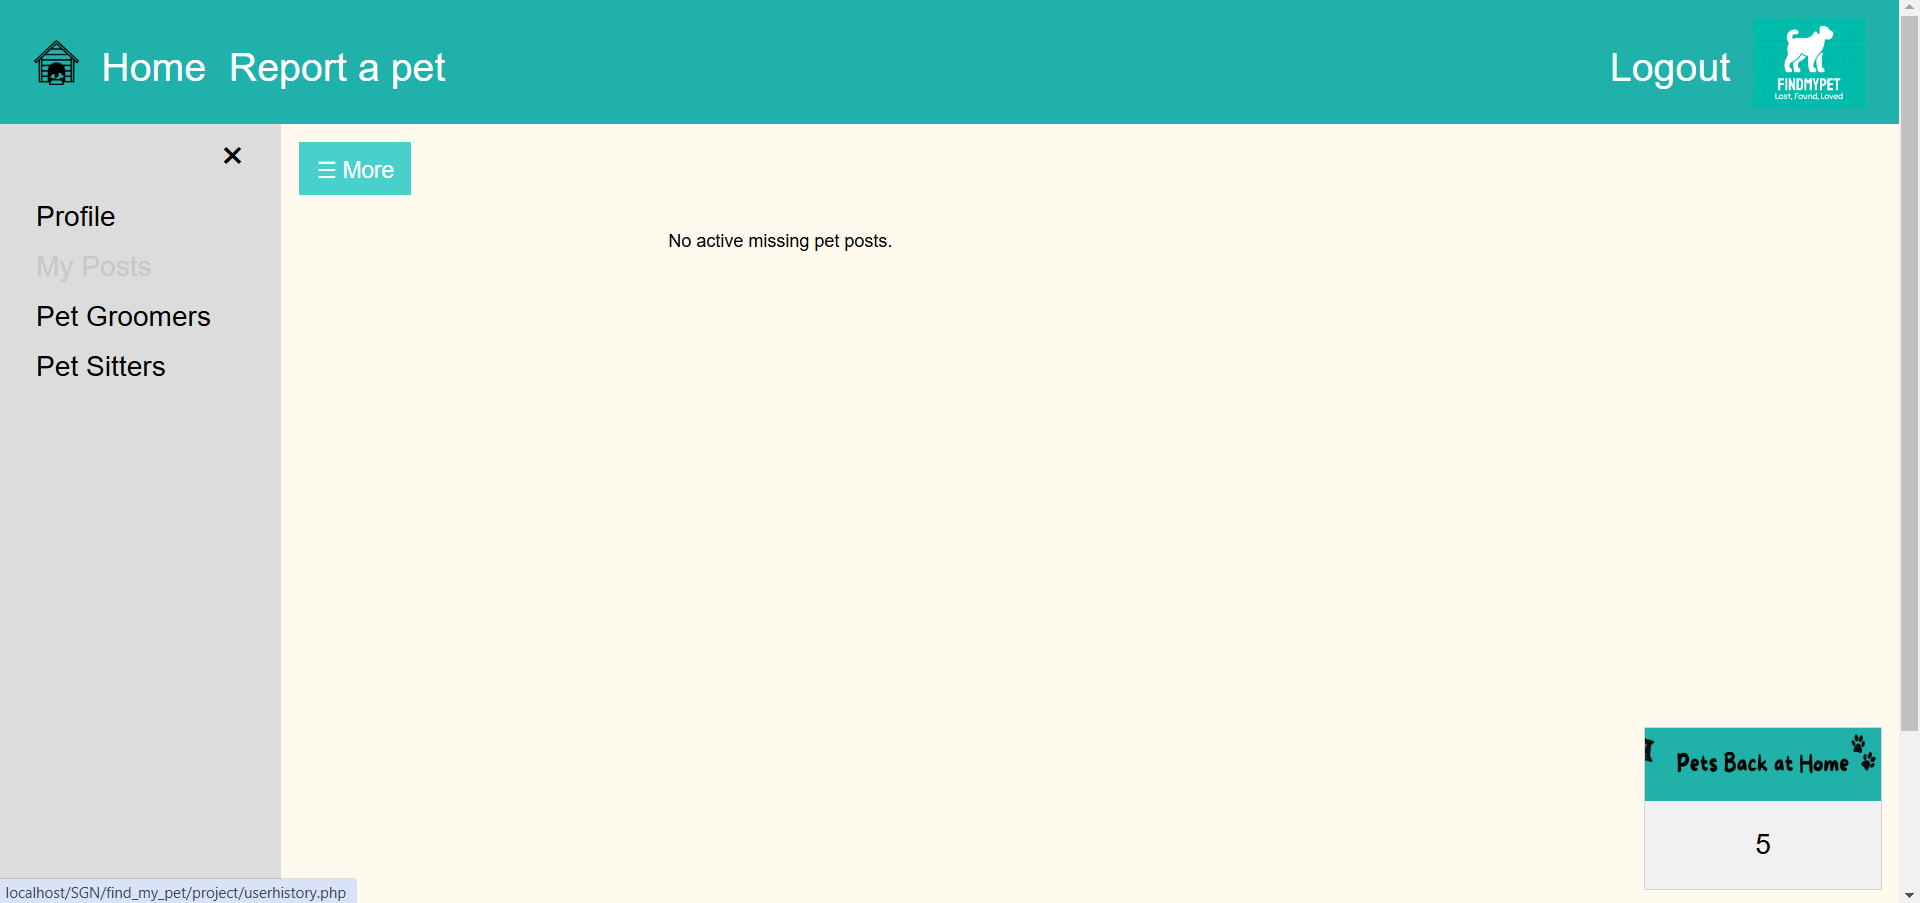 Home Report a pet Logout
FINDMYPET
Lost, Found, Loved
×
☰ More
Profile
My Posts
Pet Groomers
Pet Sitters
No active missing pet posts.
Pets Back at Home
5
localhost/SGN/find_my_pet/project/userhistory.php